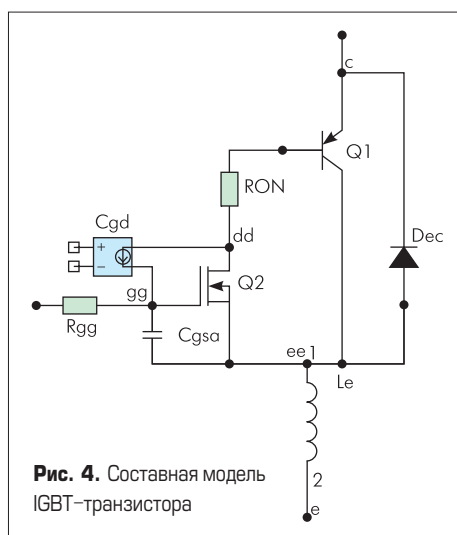 c
Q1
RON
Cgd
Dec
+
dd
−
gg
Q2
Rgg
Cgsa
ee 1
Le
2
e
Рис. 4. Составная модель
IGBT–транзистора